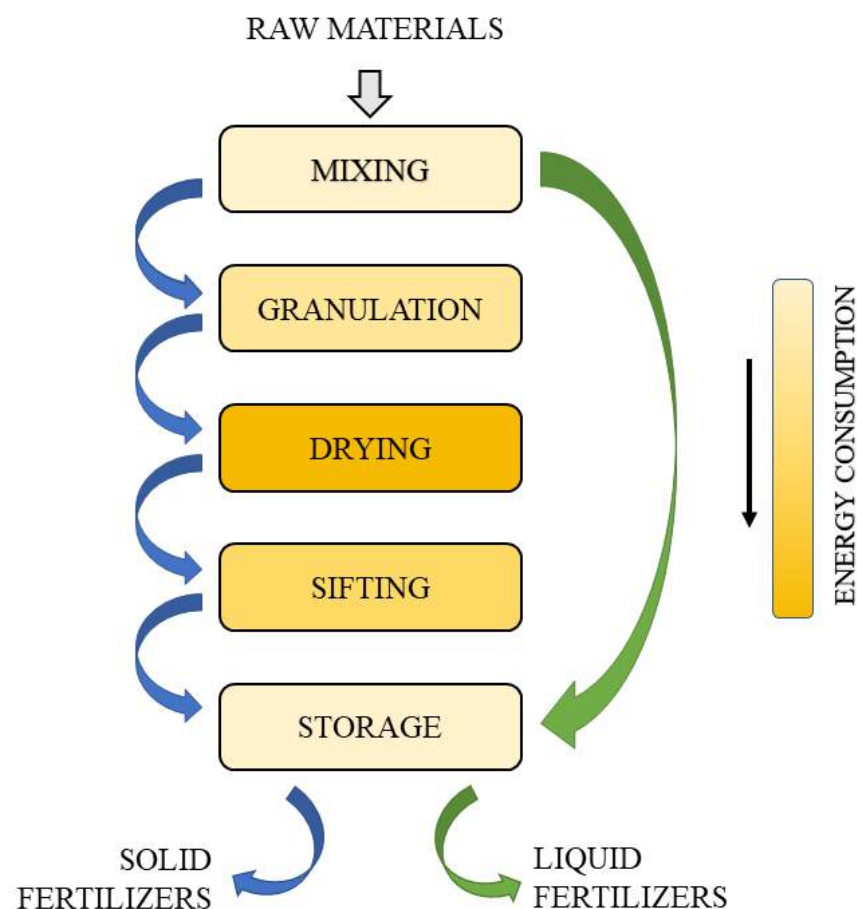 RAW MATERIALS
MIXING
GRANULATION
DRYING
SIFTING
STORAGE
ENERGY CONSUMPTION
SOLID
FERTILIZERS
LIQUID
FERTILIZERS